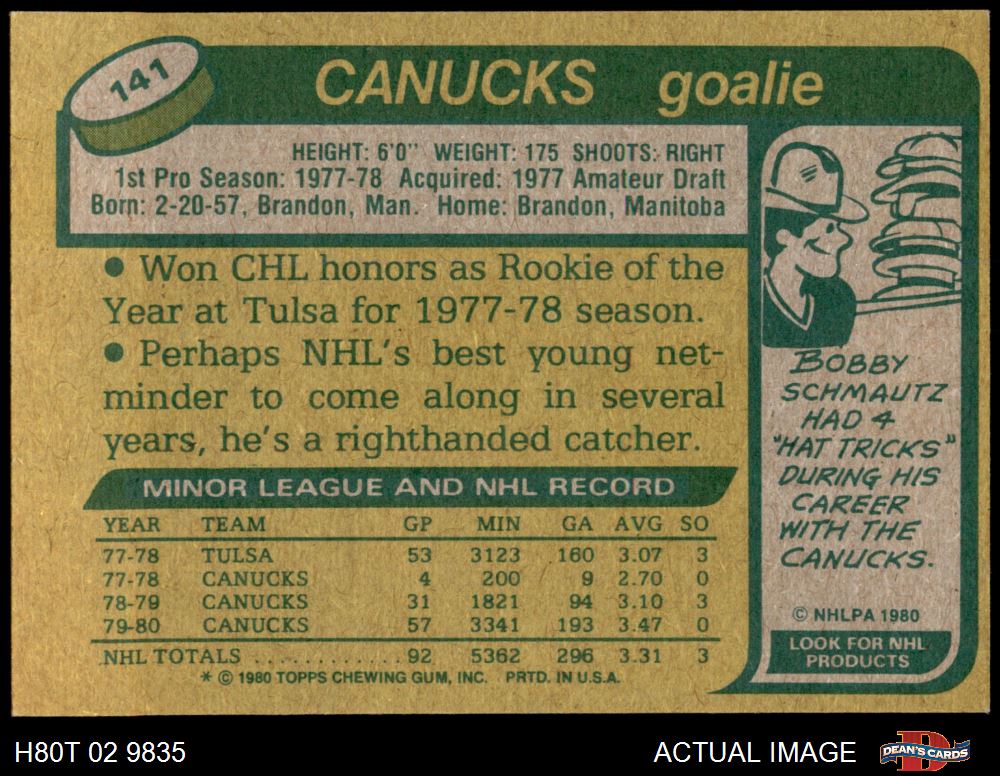 141
CANUCKS goalie
HEIGHT: 6'0" WEIGHT: 175 SHOOTS: RIGHT
1st Pro Season: 1977-78 Acquired: 1977 Amateur Draft
Born: 2-20-57, Brandon, Man. Home: Brandon, Manitoba
• Won CHL honors as Rookie of the
Year at Tulsa for 1977-78 season.
• Perhaps NHL's best young net-
minder to come along in several
years, he's a righthanded catcher.
MINOR LEAGUE AND NHL RECORD
YEAR TEAM GP MIN GA AVG SO
77-78 TULSA 53 3123 160 3.07 3
77-78 CANUCKS 4 200 9 2.70 0
78-79 CANUCKS 31 1821 94 3.10 3
79-80 CANUCKS 57 3341 193 3.47 0
NHL TOTALS ............ 92 5362 296 3.31 3
* © 1980 TOPPS CHEWING GUM, INC. PRTD. IN U.S.A.
BOBBY
SCHMAUTZ
HAD 4
"HAT TRICKS"
DURING HIS
CAREER
WITH THE
CANUCKS.
© NHLPA 1980
LOOK FOR NHL
PRODUCTS
H80T 02 9835
ACTUAL IMAGE
DEAN'S CARDS